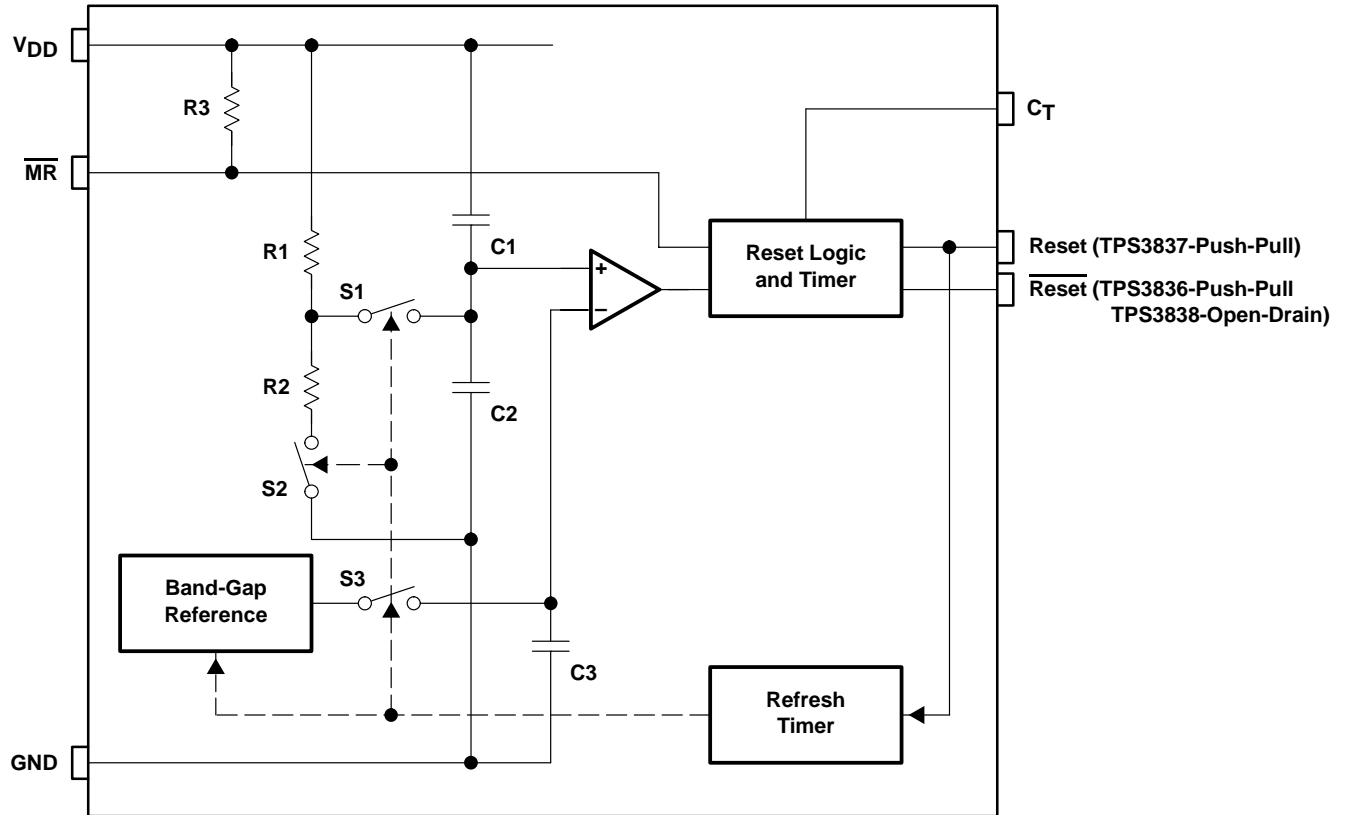 VDD
R3
CT
MR
R1
C1
Reset Logic
and Timer
Reset (TPS3837-Push-Pull)
Reset (TPS3836-Push-Pull
TPS3838-Open-Drain)
S1
+
−
R2
C2
S2
Band-Gap
Reference
S3
C3
Refresh
Timer
GND